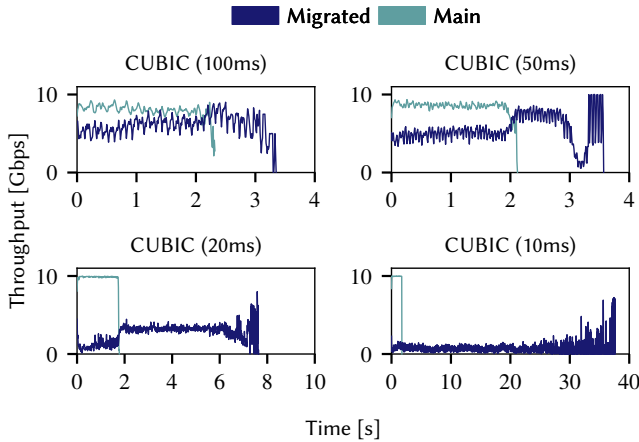 Migrated Main
CUBIC (100ms) CUBIC (50ms)
10 10
0 0
0 1 2 3 4 0 1 2 3 4
Throughput [Gbps]
CUBIC (20ms) CUBIC (10ms)
10 10
0 0
0 2 4 6 8 10 0 10 20 30 40
Time [s]